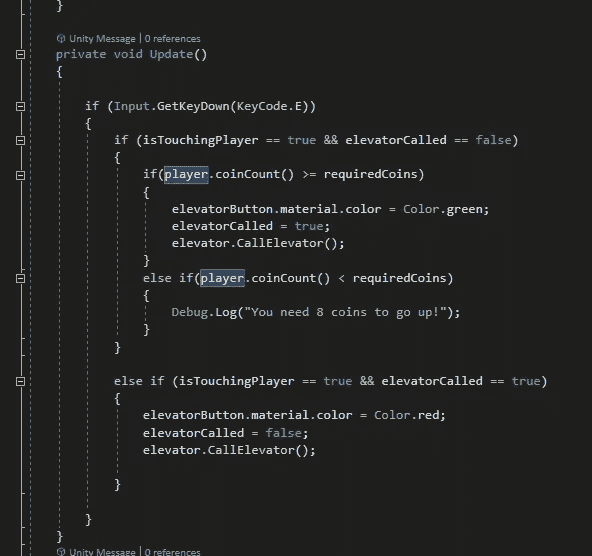 }
Unity Message | 0 references
private void Update()
{
if (Input.GetKeyDown(KeyCode.E))
{
if (isTouchingPlayer == true && elevatorCalled == false)
{
if(player.coinCount() >= requiredCoins)
{
elevatorButton.material.color = Color.green;
elevatorCalled = true;
elevator.CallElevator();
}
else if(player.coinCount() < requiredCoins)
{
Debug.Log("You need 8 coins to go up!");
}
}
else if (isTouchingPlayer == true && elevatorCalled == true)
{
elevatorButton.material.color = Color.red;
elevatorCalled = false;
elevator.CallElevator();
}
}
}
Unity Message | 0 references